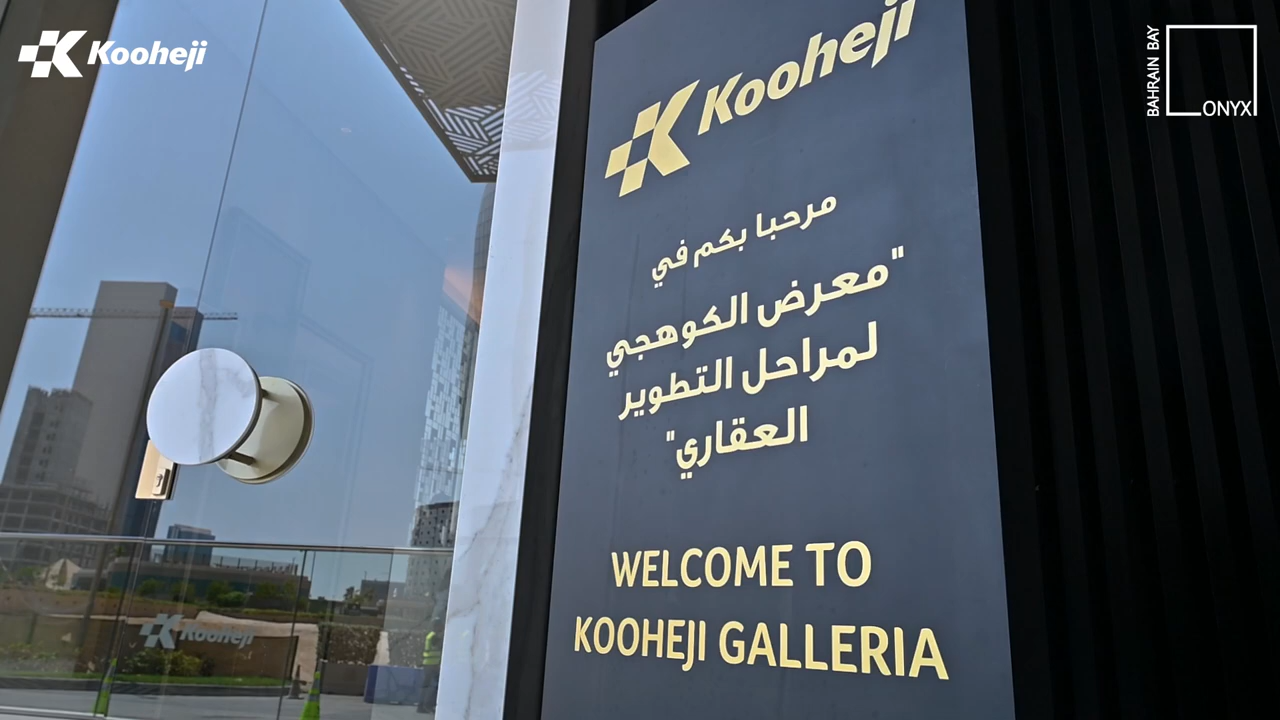 Kooheji
BAHRAIN BAY
ONYX
Kooheji
مرحبا بكم في
"معرض الكوهجي
لمراحل التطوير
العقاري"
WELCOME TO
KOOHEJI GALLERIA
Kooheji